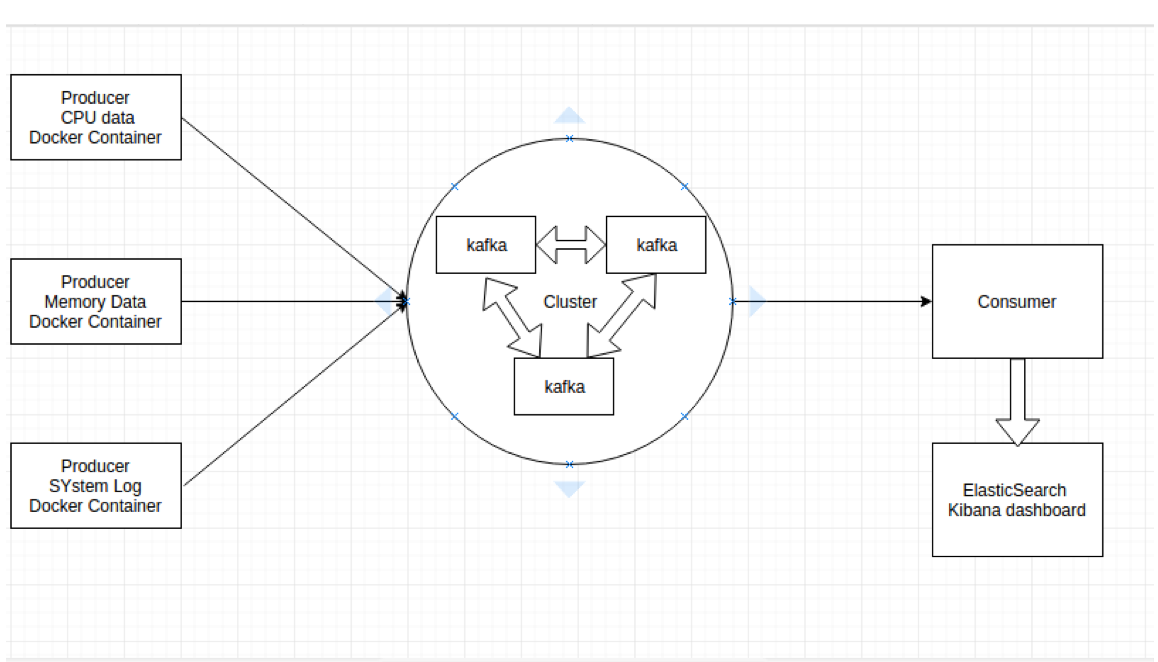 Producer
CPU data
Docker Container
Producer
Memory Data
Docker Container
Producer
SYstem Log
Docker Container
kafka
kafka
Cluster
kafka
Consumer
ElasticSearch
Kibana dashboard